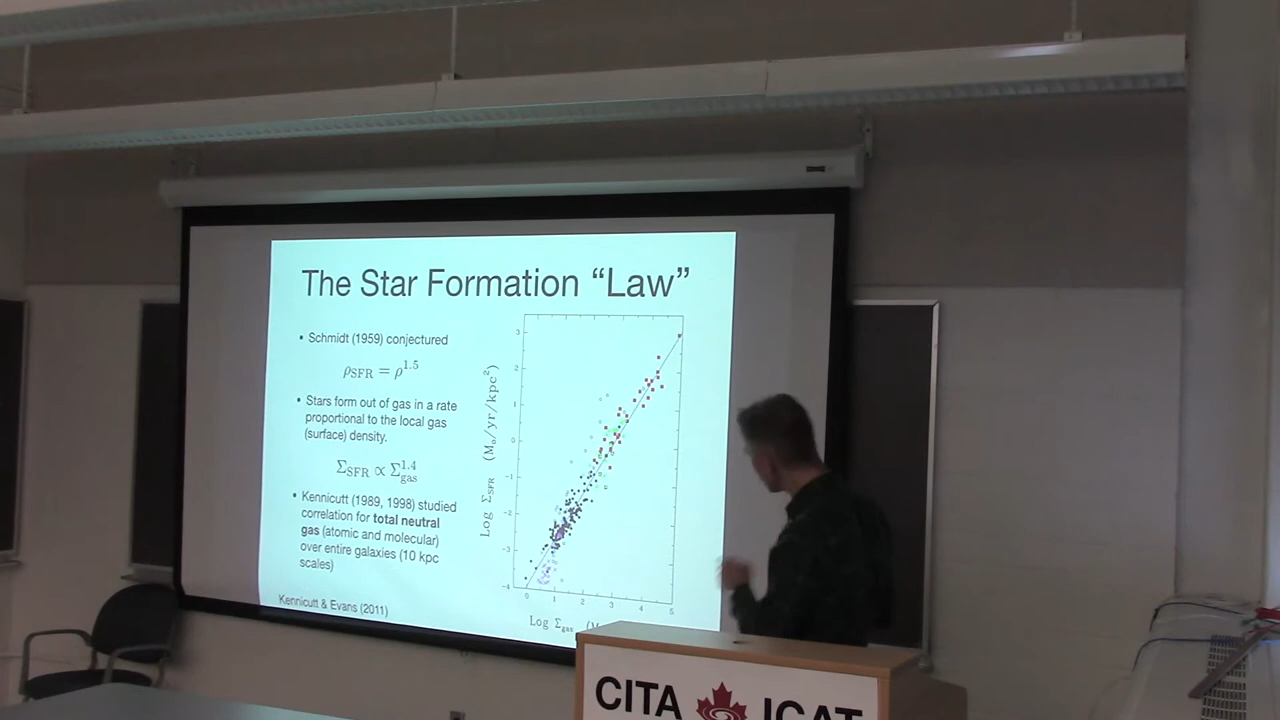 The Star Formation “Law”
• Schmidt (1959) conjectured
ρSFR = ρ^1.5
• Stars form out of gas in a rate
proportional to the local gas
(surface) density.
ΣSFR ∝ Σgas^1.4
• Kennicutt (1989, 1998) studied
correlation for total neutral
gas (atomic and molecular)
over entire galaxies (10 kpc
scales)
Kennicutt & Evans (2011)
Log ΣSFR (M⊙/yr/kpc²)
3
2
1
0
−1
−2
−3
−4
0 1 2 3 4 5
Log Σgas (M
CITA ICAT